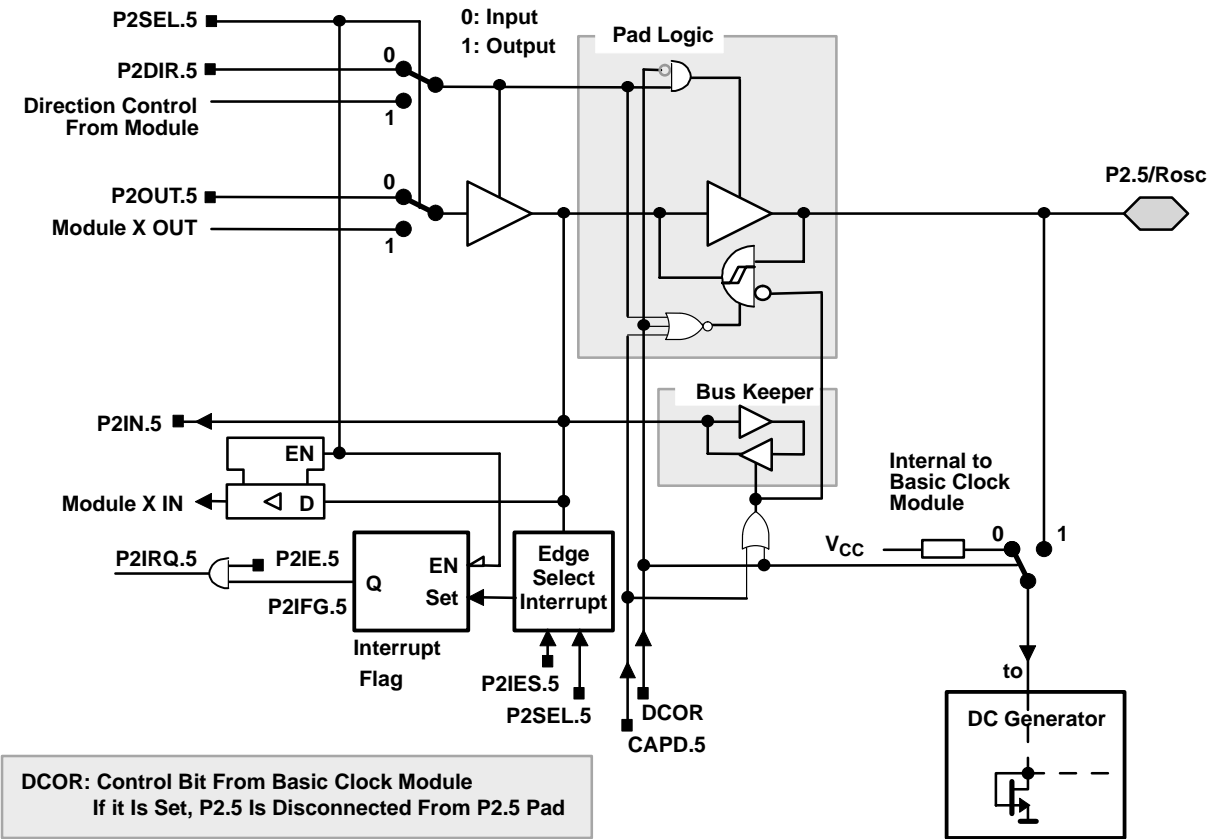 P2SEL.5
0: Input
1: Output
Pad Logic
P2DIR.5
0
Direction Control
From Module
1
P2OUT.5
0
Module X OUT
1
P2.5/Rosc
Bus Keeper
P2IN.5
EN
Module X IN
D
Internal to
Basic Clock
Module
VCC
0
1
P2IRQ.5
P2IE.5
P2IFG.5
Q
EN
Set
Interrupt
Flag
Edge
Select
Interrupt
P2IES.5
P2SEL.5
DCOR
CAPD.5
to
DC Generator
DCOR: Control Bit From Basic Clock Module
If it Is Set, P2.5 Is Disconnected From P2.5 Pad